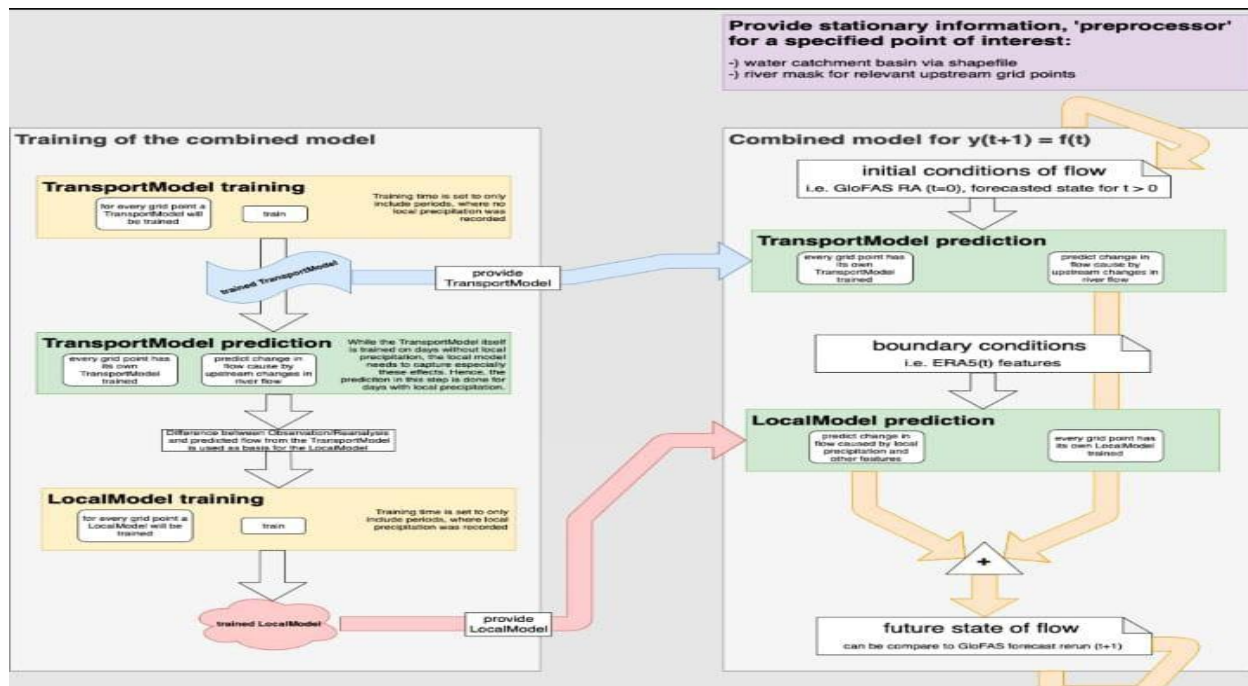 Provide stationary information, 'preprocessor'
for a specified point of interest:
-) water catchment basin via shapefile
-) river mask for relevant upstream grid points
Training of the combined model
TransportModel training
for every grid point a
TransportModel will
be trained
train
Training time is set to only
include periods, where no
local precipitation was
recorded
trained TransportModel
provide
TransportModel
TransportModel prediction
every grid point has
its own
TransportModel
trained
predict change in
flow cause by
upstream changes in
river flow
While the TransportModel itself
is trained on days without local
precipitation, the local model
needs to capture especially
these effects. Hence, the
prediction in this step is done for
days with local precipitation.
Difference between Observation/Reanalysis
and predicted flow from the TransportModel
is used as basis for the LocalModel
LocalModel training
for every grid point a
LocalModel will be
trained
train
Training time is set to only
include periods, where local
precipitation was recorded
trained LocalModel
provide
LocalModel
Combined model for y(t+1) = f(t)
initial conditions of flow
i.e. GloFAS RA (t=0), forecasted state for t > 0
TransportModel prediction
every grid point has
its own
TransportModel
trained
predict change in
flow cause by
upstream changes in
river flow
boundary conditions
i.e. ERA5(t) features
LocalModel prediction
predict change in
flow caused by local
precipitation and
other features
every grid point has
its own LocalModel
trained
+
future state of flow
can be compare to GloFAS forecast rerun (t+1)